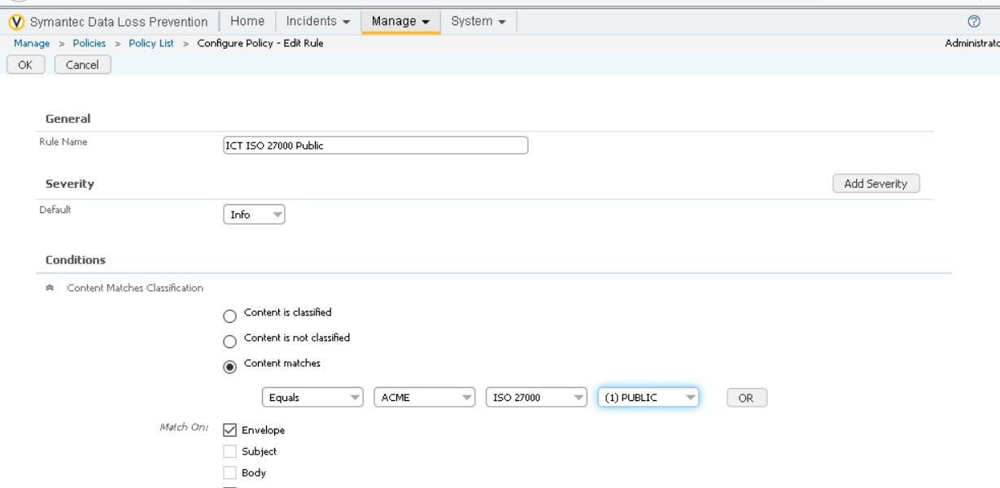 Symantec Data Loss Prevention Home Incidents Manage System
Manage > Policies > Policy List > Configure Policy - Edit Rule Administrato
OK Cancel
General
Rule Name ICT ISO 27000 Public
Severity Add Severity
Default Info
Conditions
Content Matches Classification
Content is classified
Content is not classified
Content matches
Equals ACME ISO 27000 (1) PUBLIC OR
Match On: Envelope
Subject
Body